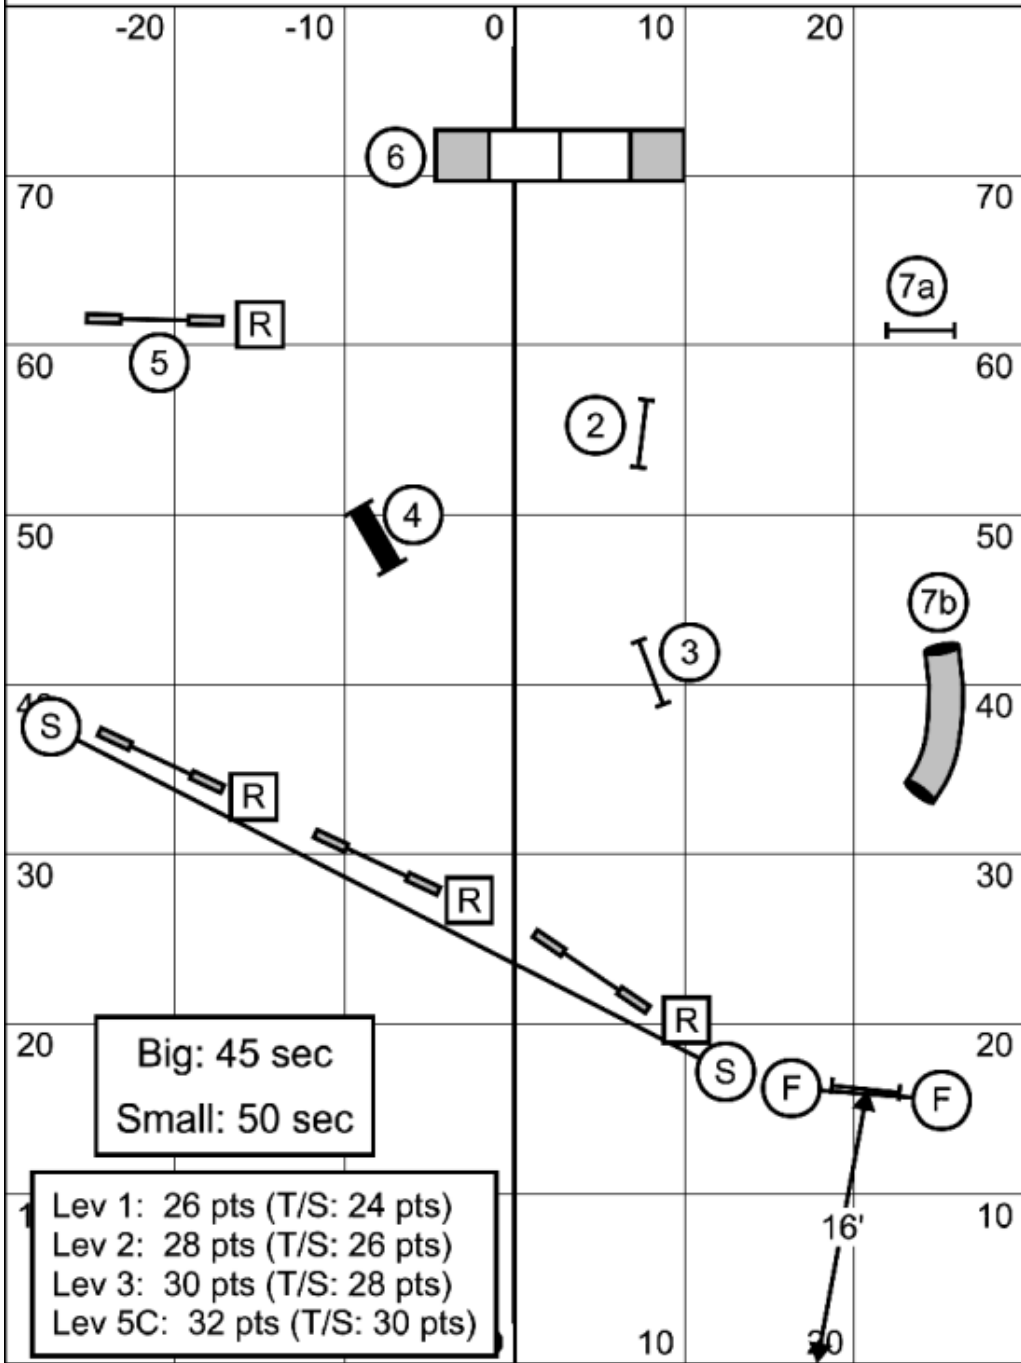 -20 -10 0 10 20
6
70 70
7a
R
5
60 60
2
4
50 50
7b
3
40 40
S
R
30 30
R
R
20 20
Big: 45 sec
Small: 50 sec
S F F
Lev 1: 26 pts (T/S: 24 pts)
Lev 2: 28 pts (T/S: 26 pts)
Lev 3: 30 pts (T/S: 28 pts)
Lev 5C: 32 pts (T/S: 30 pts)
10
16'
10 20